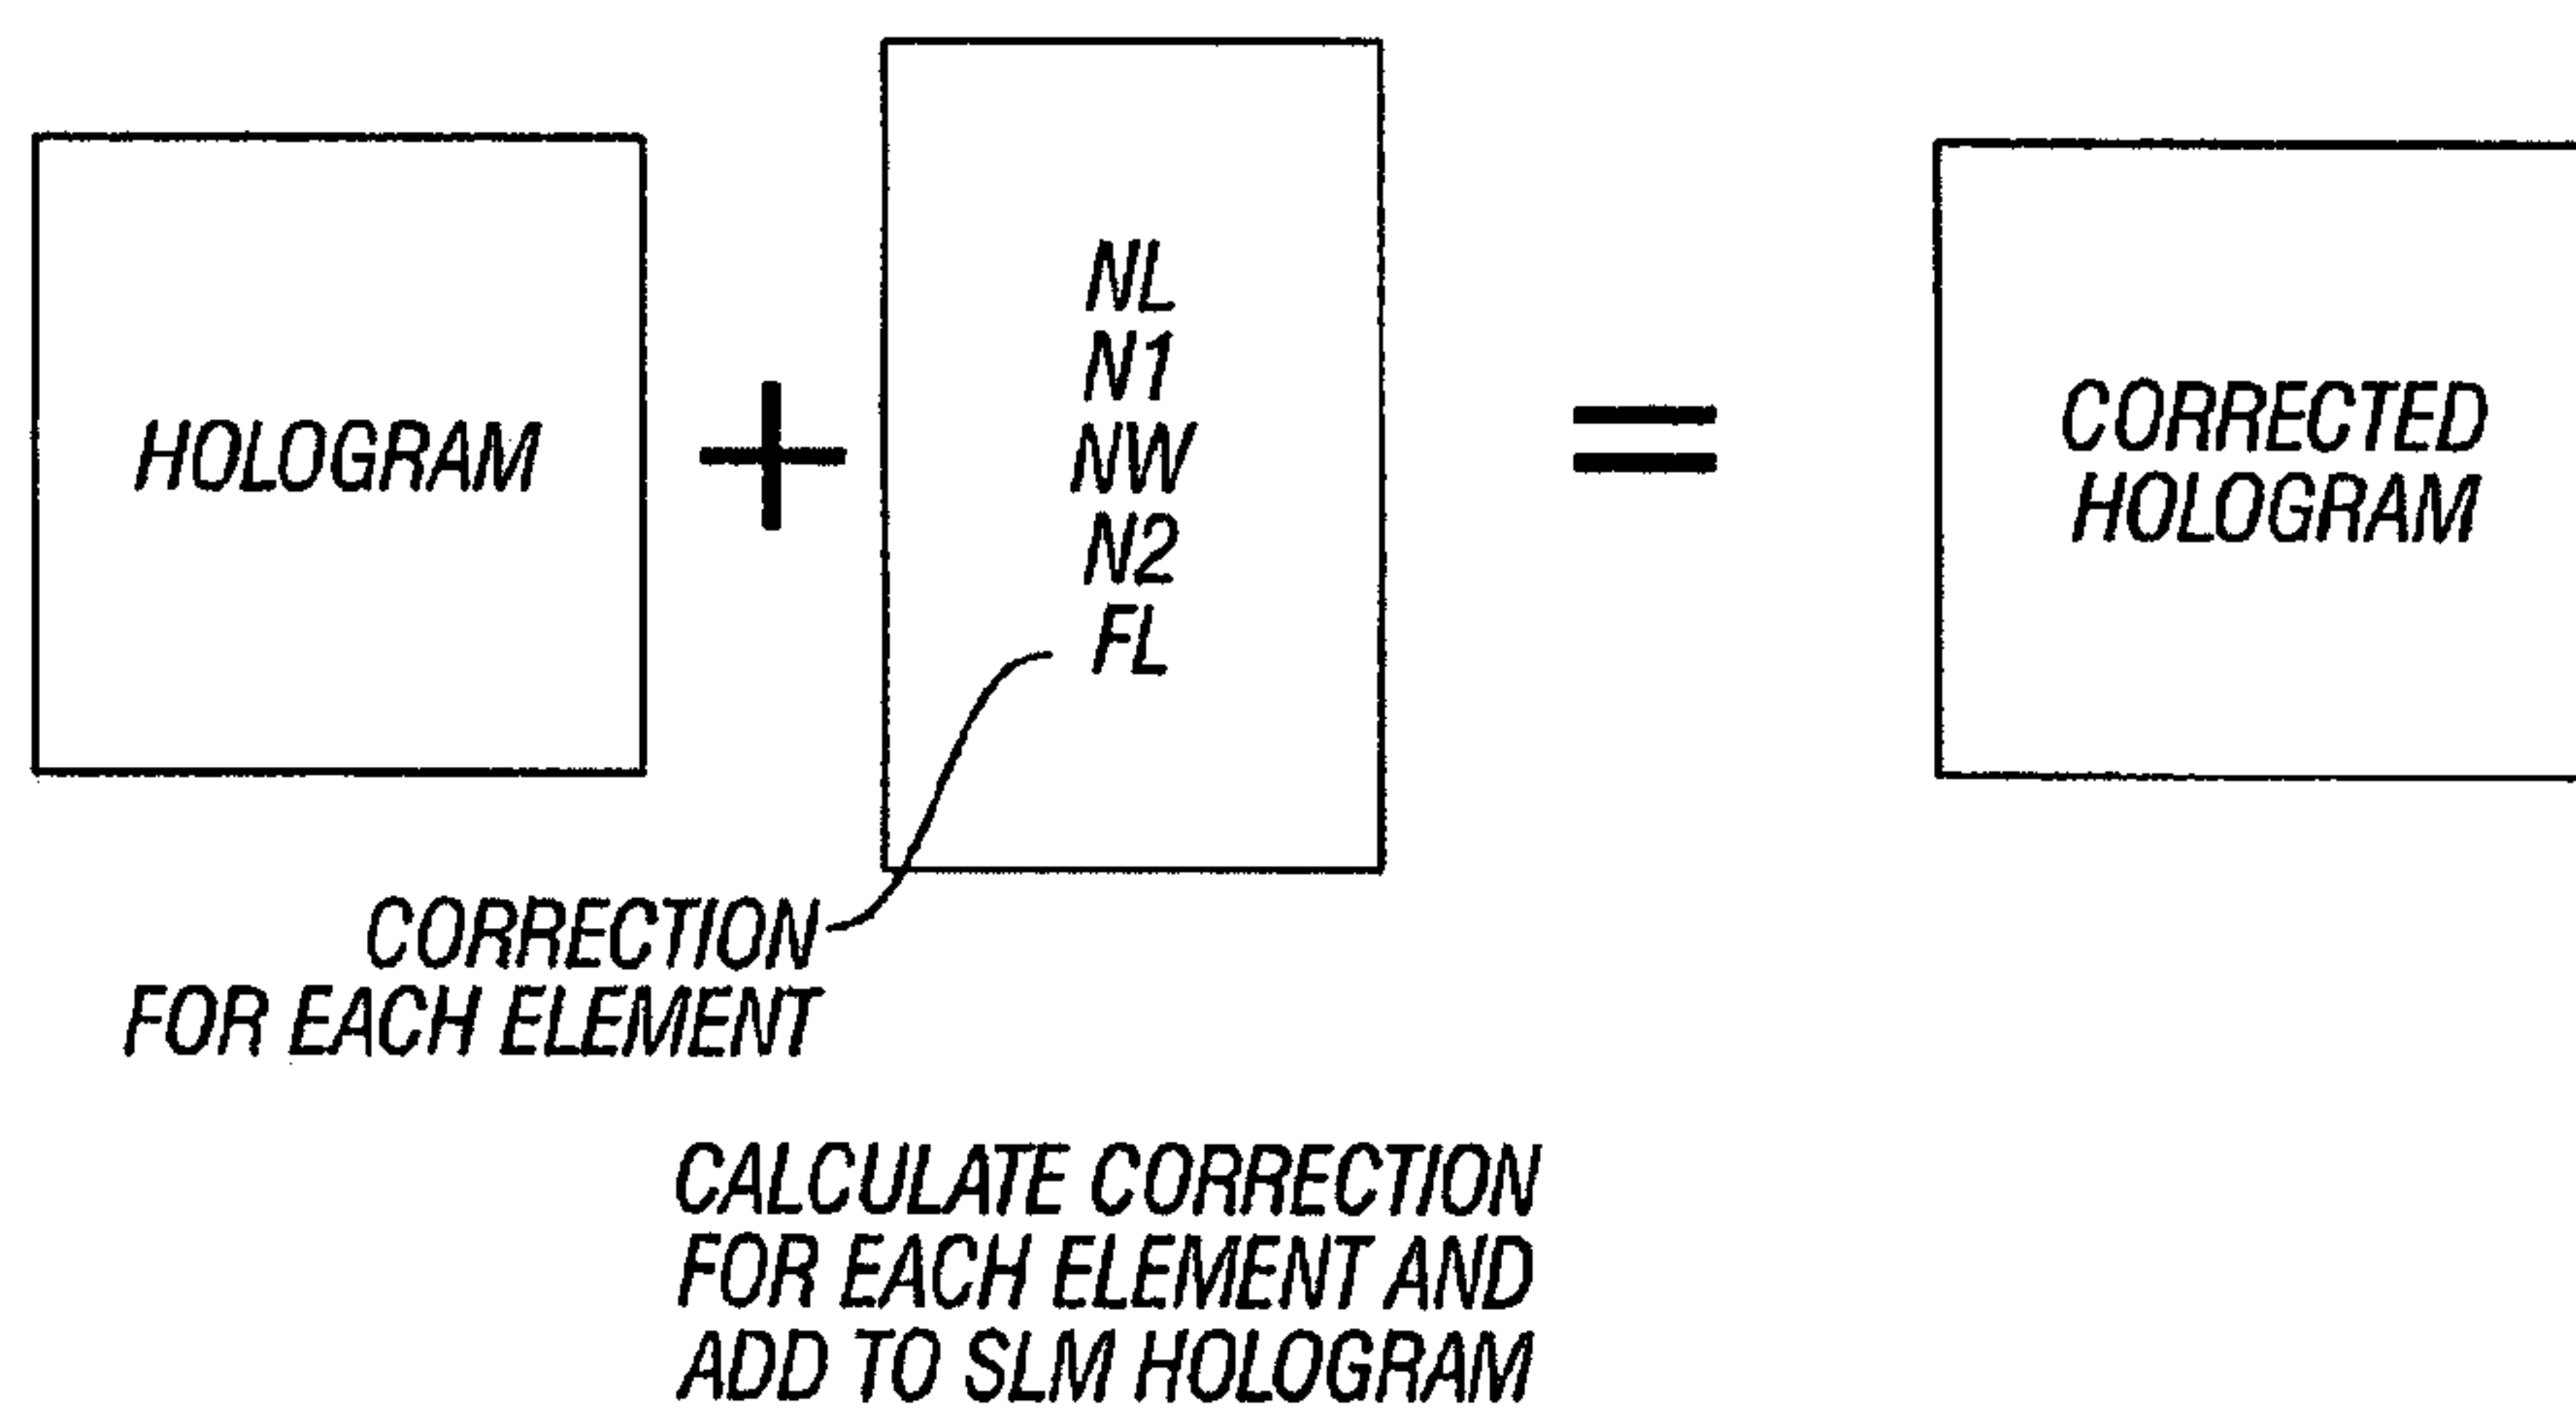 HOLOGRAM
+
NL
N1
NW
N2
FL
=
CORRECTED
HOLOGRAM
CORRECTION
FOR EACH ELEMENT
CALCULATE CORRECTION
FOR EACH ELEMENT AND
ADD TO SLM HOLOGRAM